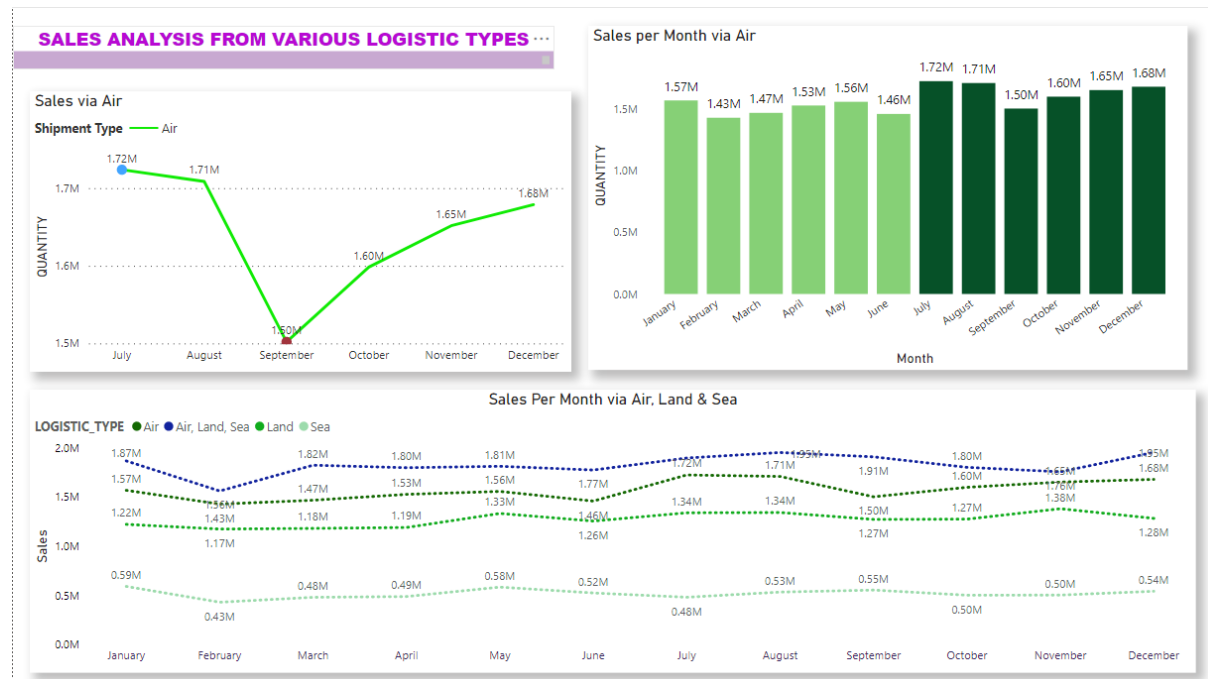 SALES ANALYSIS FROM VARIOUS LOGISTIC TYPES
Sales via Air
Shipment Type Air
QUANTITY
1.7M
1.6M
1.5M
1.72M
1.71M
1.50M
1.60M
1.65M
1.68M
July August September October November December
Sales per Month via Air
QUANTITY
1.5M
1.0M
0.5M
0.0M
1.57M 1.43M 1.47M 1.53M 1.56M 1.46M 1.72M 1.71M 1.50M 1.60M 1.65M 1.68M
January February March April May June July August September October November December
Month
Sales Per Month via Air, Land & Sea
LOGISTIC_TYPE Air Air, Land, Sea Land Sea
Sales
2.0M
1.5M
1.0M
0.5M
0.0M
1.87M 1.56M 1.82M 1.80M 1.81M 1.77M 1.95M 1.91M 1.80M 1.76M 1.95M
1.57M 1.43M 1.47M 1.53M 1.56M 1.46M 1.72M 1.71M 1.50M 1.60M 1.65M 1.68M
1.22M 1.17M 1.18M 1.19M 1.33M 1.26M 1.34M 1.34M 1.27M 1.27M 1.38M 1.28M
0.59M 0.43M 0.48M 0.49M 0.58M 0.52M 0.48M 0.53M 0.55M 0.50M 0.50M 0.54M
January February March April May June July August September October November December